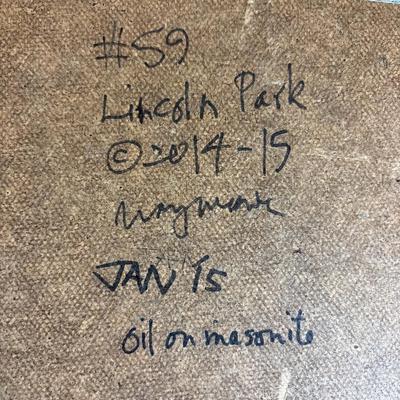 #59
Lincoln Park
©2014-15
JAN 15
oil on masonite